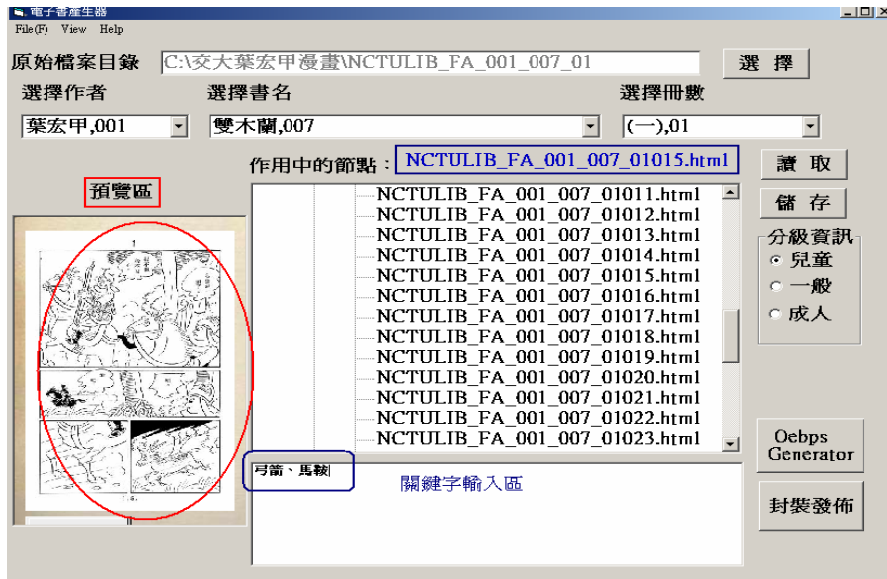 電子書產生器
File(F) View Help
原始檔案目錄 C:\交大葉宏甲漫畫\NCTULIB_FA_001_007_01 選 擇
選擇作者 選擇書名 選擇冊數
葉宏甲,001 雙木蘭,007 (一),01
作用中的節點： NCTULIB_FA_001_007_01015.html 讀 取
預覽區
NCTULIB_FA_001_007_01011.html
NCTULIB_FA_001_007_01012.html
NCTULIB_FA_001_007_01013.html
NCTULIB_FA_001_007_01014.html
NCTULIB_FA_001_007_01015.html
NCTULIB_FA_001_007_01016.html
NCTULIB_FA_001_007_01017.html
NCTULIB_FA_001_007_01018.html
NCTULIB_FA_001_007_01019.html
NCTULIB_FA_001_007_01020.html
NCTULIB_FA_001_007_01021.html
NCTULIB_FA_001_007_01022.html
NCTULIB_FA_001_007_01023.html
儲 存
分級資訊
兒童
一般
成人
弓箭、馬鞍
關鍵字輸入區
Oebps
Generator
封裝發佈